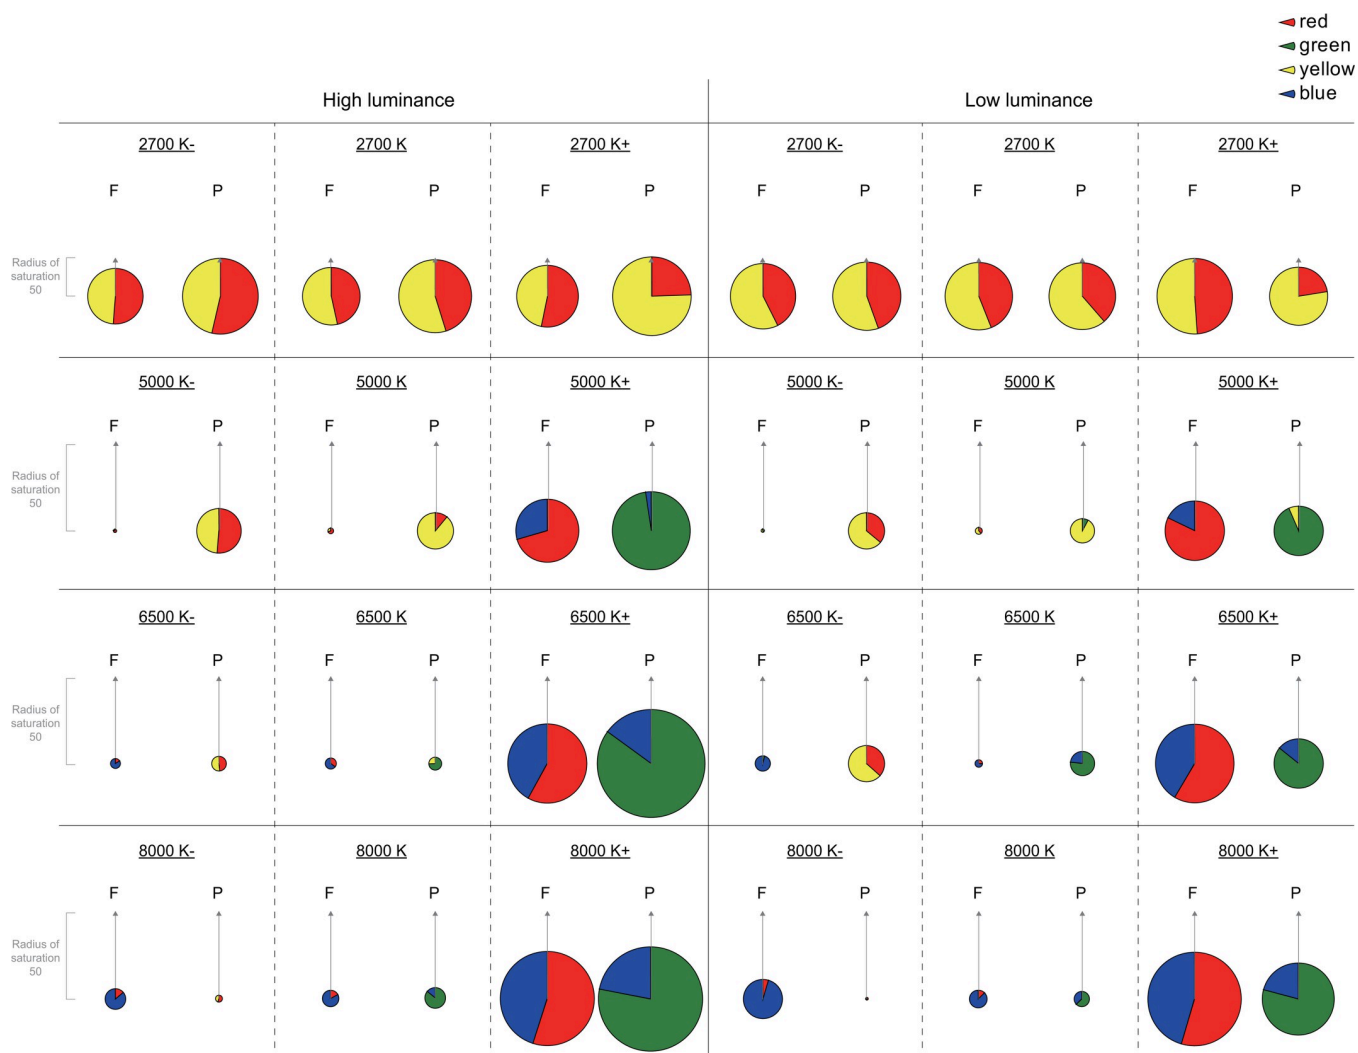 red
green
yellow
blue
High luminance Low luminance
2700 K- 2700 K 2700 K+ 2700 K- 2700 K 2700 K+
F P F P F P F P F P F P
Radius of
saturation
50
5000 K- 5000 K 5000 K+ 5000 K- 5000 K 5000 K+
F P F P F P F P F P F P
Radius of
saturation
50
6500 K- 6500 K 6500 K+ 6500 K- 6500 K 6500 K+
F P F P F P F P F P F P
Radius of
saturation
50
8000 K- 8000 K 8000 K+ 8000 K- 8000 K 8000 K+
F P F P F P F P F P F P
Radius of
saturation
50